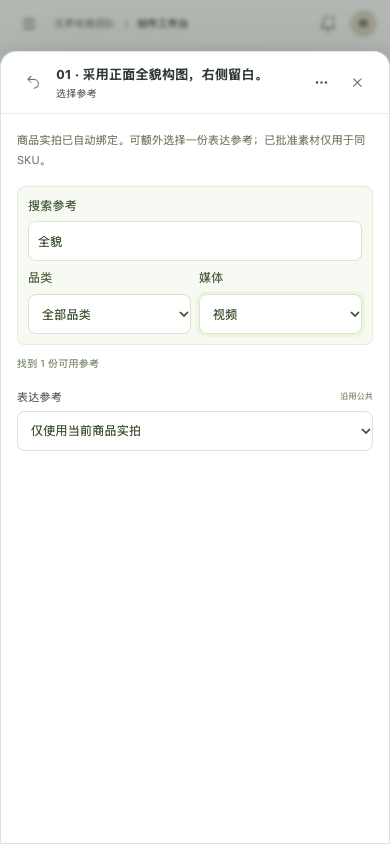 01 · 采用正面全貌构图，右侧留白。
选择参考
商品实拍已自动绑定。可额外选择一份表达参考；已批准素材仅用于同
SKU。
搜索参考
全貌
品类
媒体
全部品类
视频
找到 1 份可用参考
表达参考
沿用公共
仅使用当前商品实拍